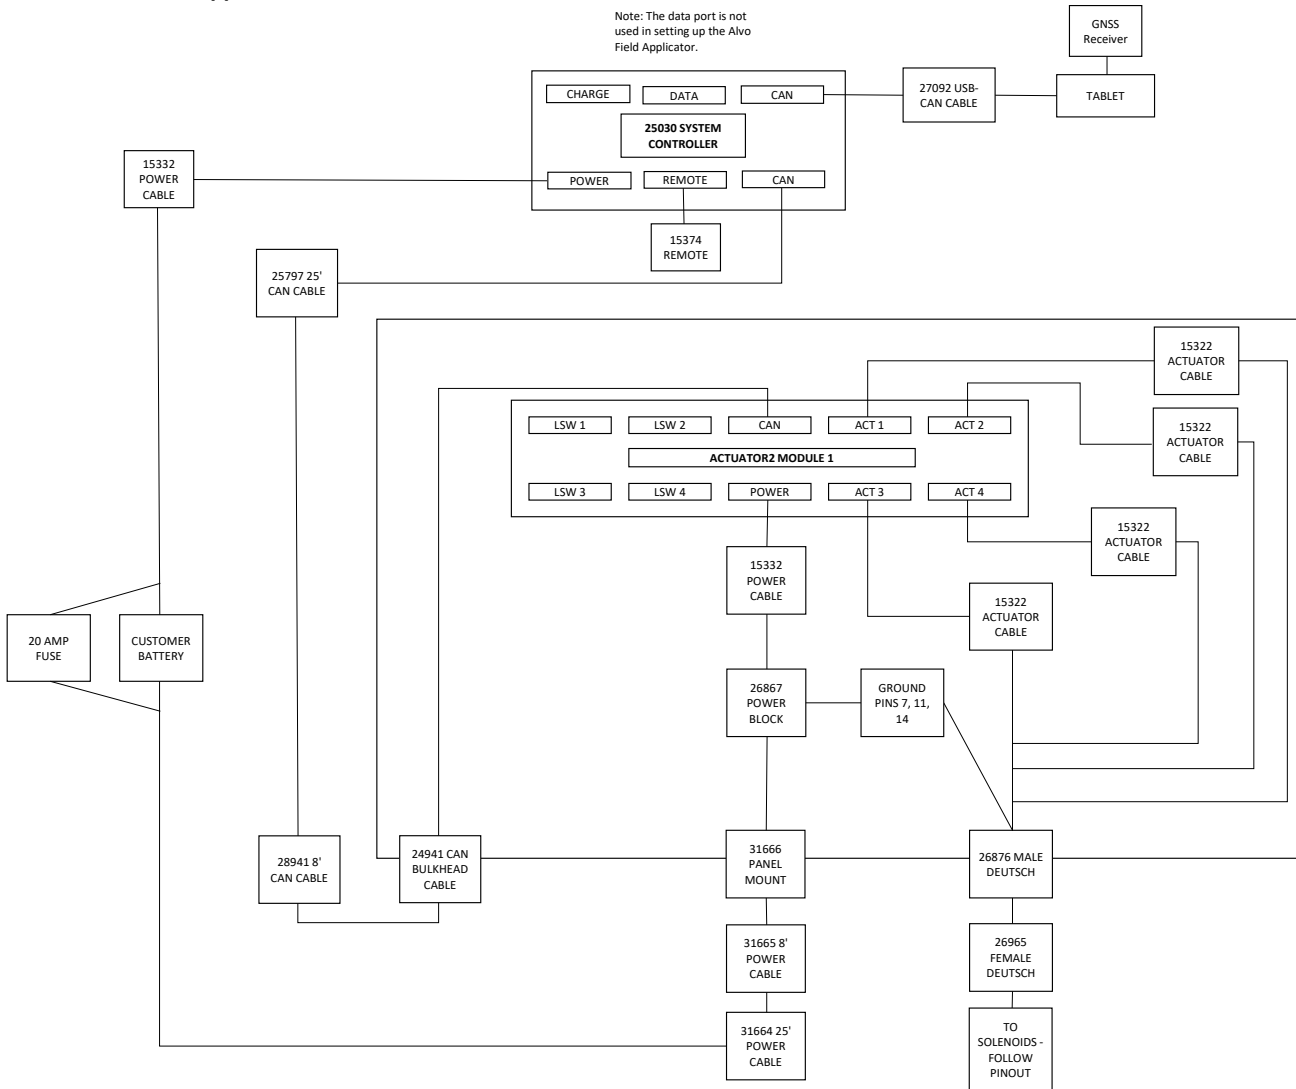 Note: The data port is not
used in setting up the Alvo
Field Applicator.
GNSS
Receiver
CHARGE
DATA
CAN
27092 USB-
CAN CABLE
TABLET
25030 SYSTEM
CONTROLLER
15332
POWER
CABLE
POWER
REMOTE
CAN
15374
REMOTE
25797 25'
CAN CABLE
15322
ACTUATOR
CABLE
LSW 1
LSW 2
CAN
ACT 1
ACT 2
15322
ACTUATOR
CABLE
ACTUATOR2 MODULE 1
LSW 3
LSW 4
POWER
ACT 3
ACT 4
15322
ACTUATOR
CABLE
15332
POWER
CABLE
15322
ACTUATOR
CABLE
20 AMP
FUSE
CUSTOMER
BATTERY
26867
POWER
BLOCK
GROUND
PINS 7, 11,
14
28941 8'
CAN CABLE
24941 CAN
BULKHEAD
CABLE
31666
PANEL
MOUNT
26876 MALE
DEUTSCH
31665 8'
POWER
CABLE
26965
FEMALE
DEUTSCH
31664 25'
POWER
CABLE
TO
SOLENOIDS -
FOLLOW
PINOUT